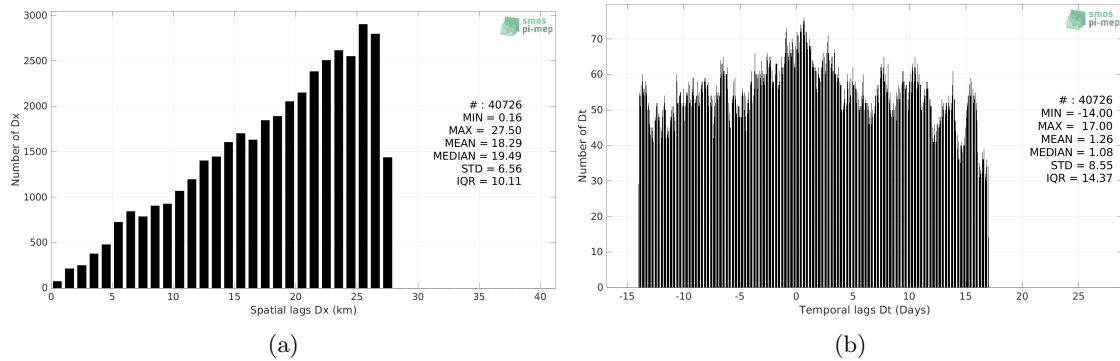 smos
pi-mep
3000
2500
2000
1500
1000
500
0
Number of Dx
# : 40726
MIN = 0.16
MAX = 27.50
MEAN = 18.29
MEDIAN = 19.49
STD = 6.56
IQR = 10.11
0 5 10 15 20 25 30 35 40
Spatial lags Dx (km)
(a)
smos
pi-mep
70
60
50
40
30
20
10
0
Number of Dt
# : 40726
MIN = -14.00
MAX = 17.00
MEAN = 1.26
MEDIAN = 1.08
STD = 8.55
IQR = 14.37
-15 -10 -5 0 5 10 15 20 25
Temporal lags Dt (Days)
(b)